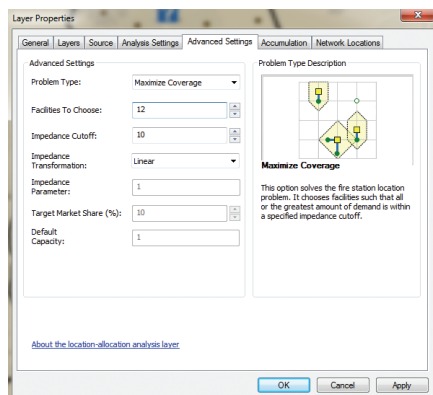 Layer Properties
General Layers Source Analysis Settings Advanced Settings Accumulation Network Locations
Advanced Settings
Problem Type: Maximize Coverage
Facilities To Choose: 12
Impedance Cutoff: 10
Impedance
Transformation: Linear
Impedance
Parameter: 1
Target Market Share (%): 10
Default
Capacity: 1
About the location-allocation analysis layer
Problem Type Description
Maximize Coverage
This option solves the fire station location
problem. It chooses facilities such that all
or the greatest amount of demand is within
a specified impedance cutoff.
OK Cancel Apply